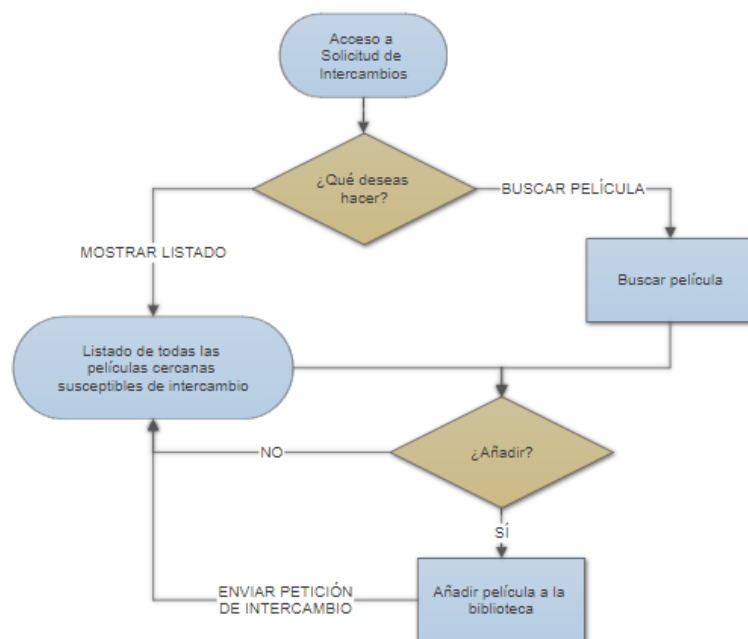 Acceso a
Solicitud de
Intercambios
¿Qué deseas
hacer?
BUSCAR PELÍCULA
MOSTRAR LISTADO
Buscar película
Listado de todas las
películas cercanas
susceptibles de intercambio
¿Añadir?
NO
SÍ
ENVIAR PETICIÓN
DE INTERCAMBIO
Añadir película a la
biblioteca